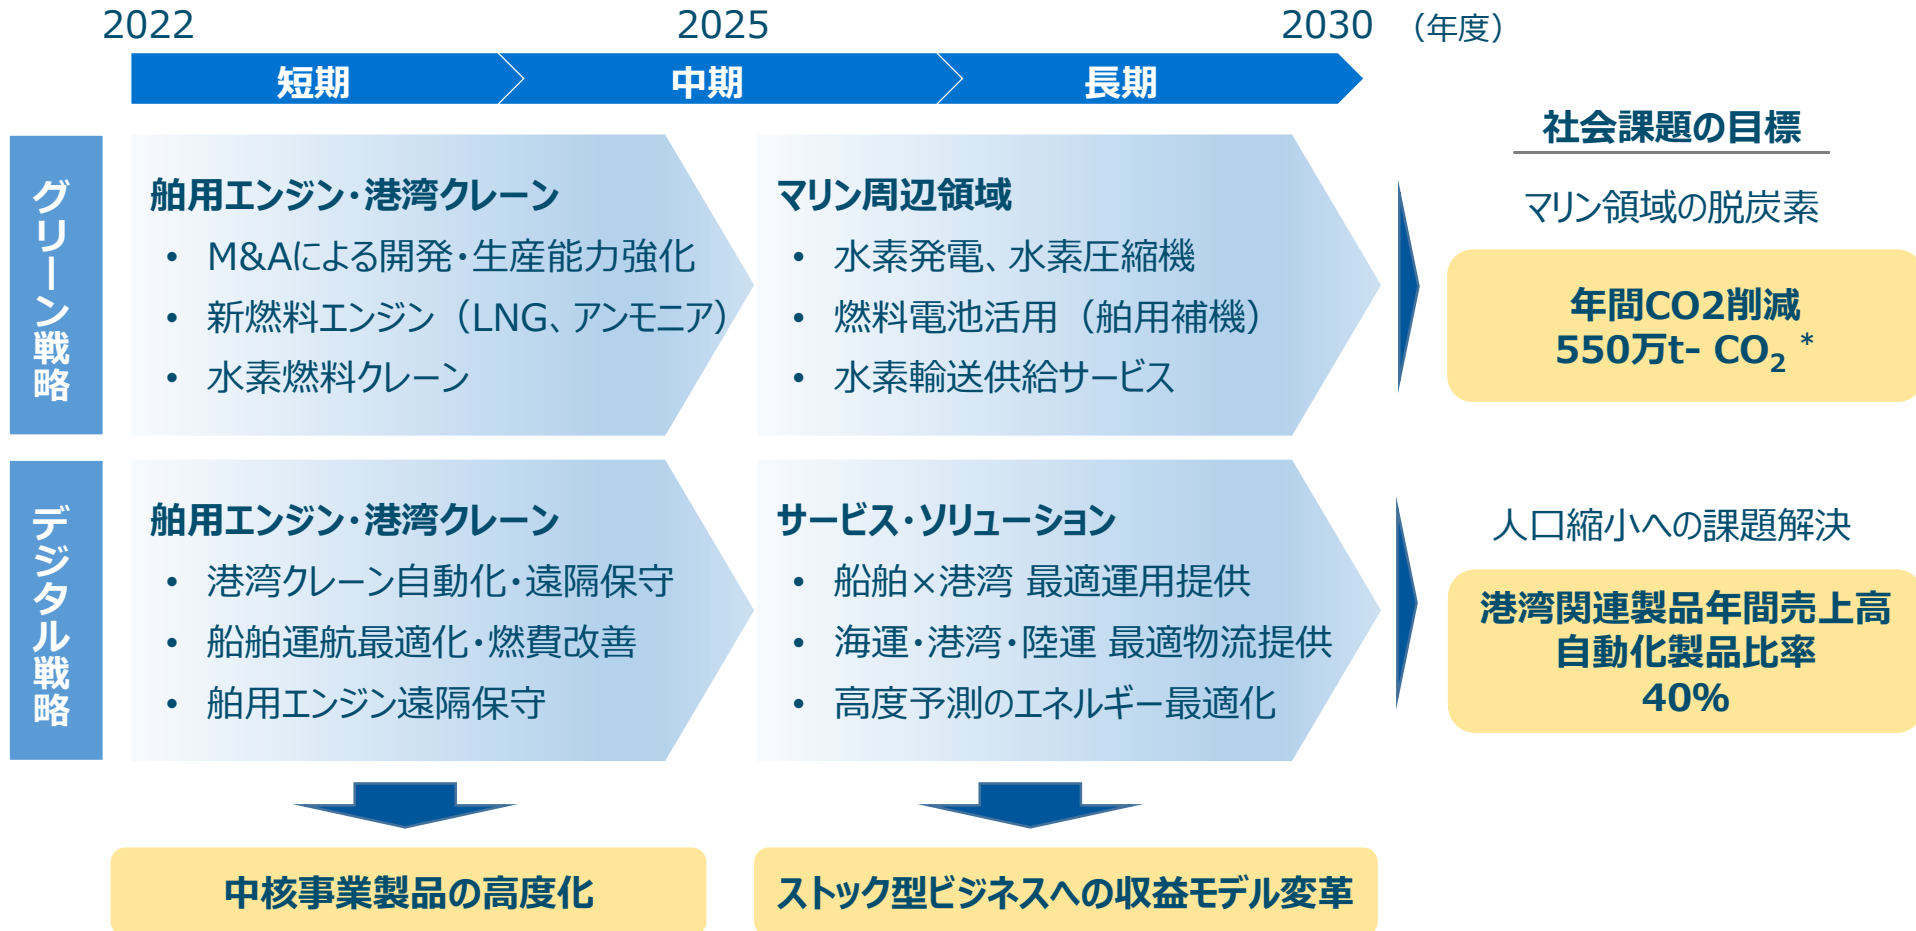 2022 2025 2030 （年度）
短期 中期 長期
グリーン戦略
舶用エンジン・港湾クレーン
• M&Aによる開発・生産能力強化
• 新燃料エンジン（LNG、アンモニア）
• 水素燃料クレーン
マリン周辺領域
• 水素発電、水素圧縮機
• 燃料電池活用（舶用補機）
• 水素輸送供給サービス
社会課題の目標
マリン領域の脱炭素
年間CO2削減
550万t- CO₂ *
デジタル戦略
舶用エンジン・港湾クレーン
• 港湾クレーン自動化・遠隔保守
• 船舶運航最適化・燃費改善
• 舶用エンジン遠隔保守
サービス・ソリューション
• 船舶×港湾 最適運用提供
• 海運・港湾・陸運 最適物流提供
• 高度予測のエネルギー最適化
人口縮小への課題解決
港湾関連製品年間売上高
自動化製品比率
40%
中核事業製品の高度化
ストック型ビジネスへの収益モデル変革